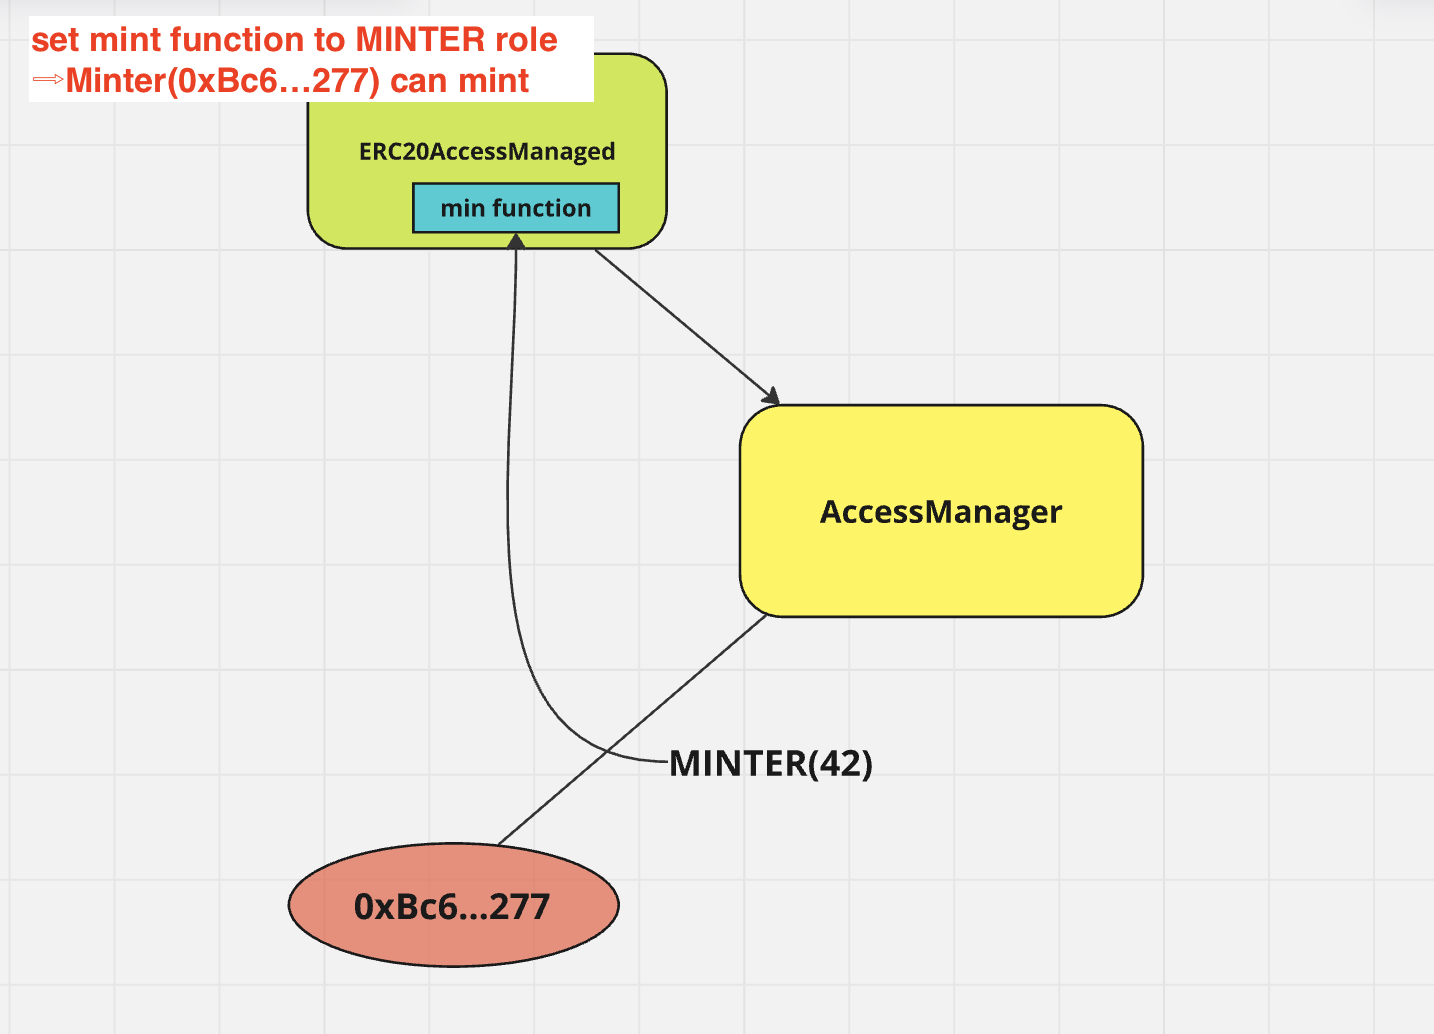 set mint function to MINTER role
⇨Minter(0xBc6...277) can mint
ERC20AccessManaged
min function
AccessManager
MINTER(42)
0xBc6...277